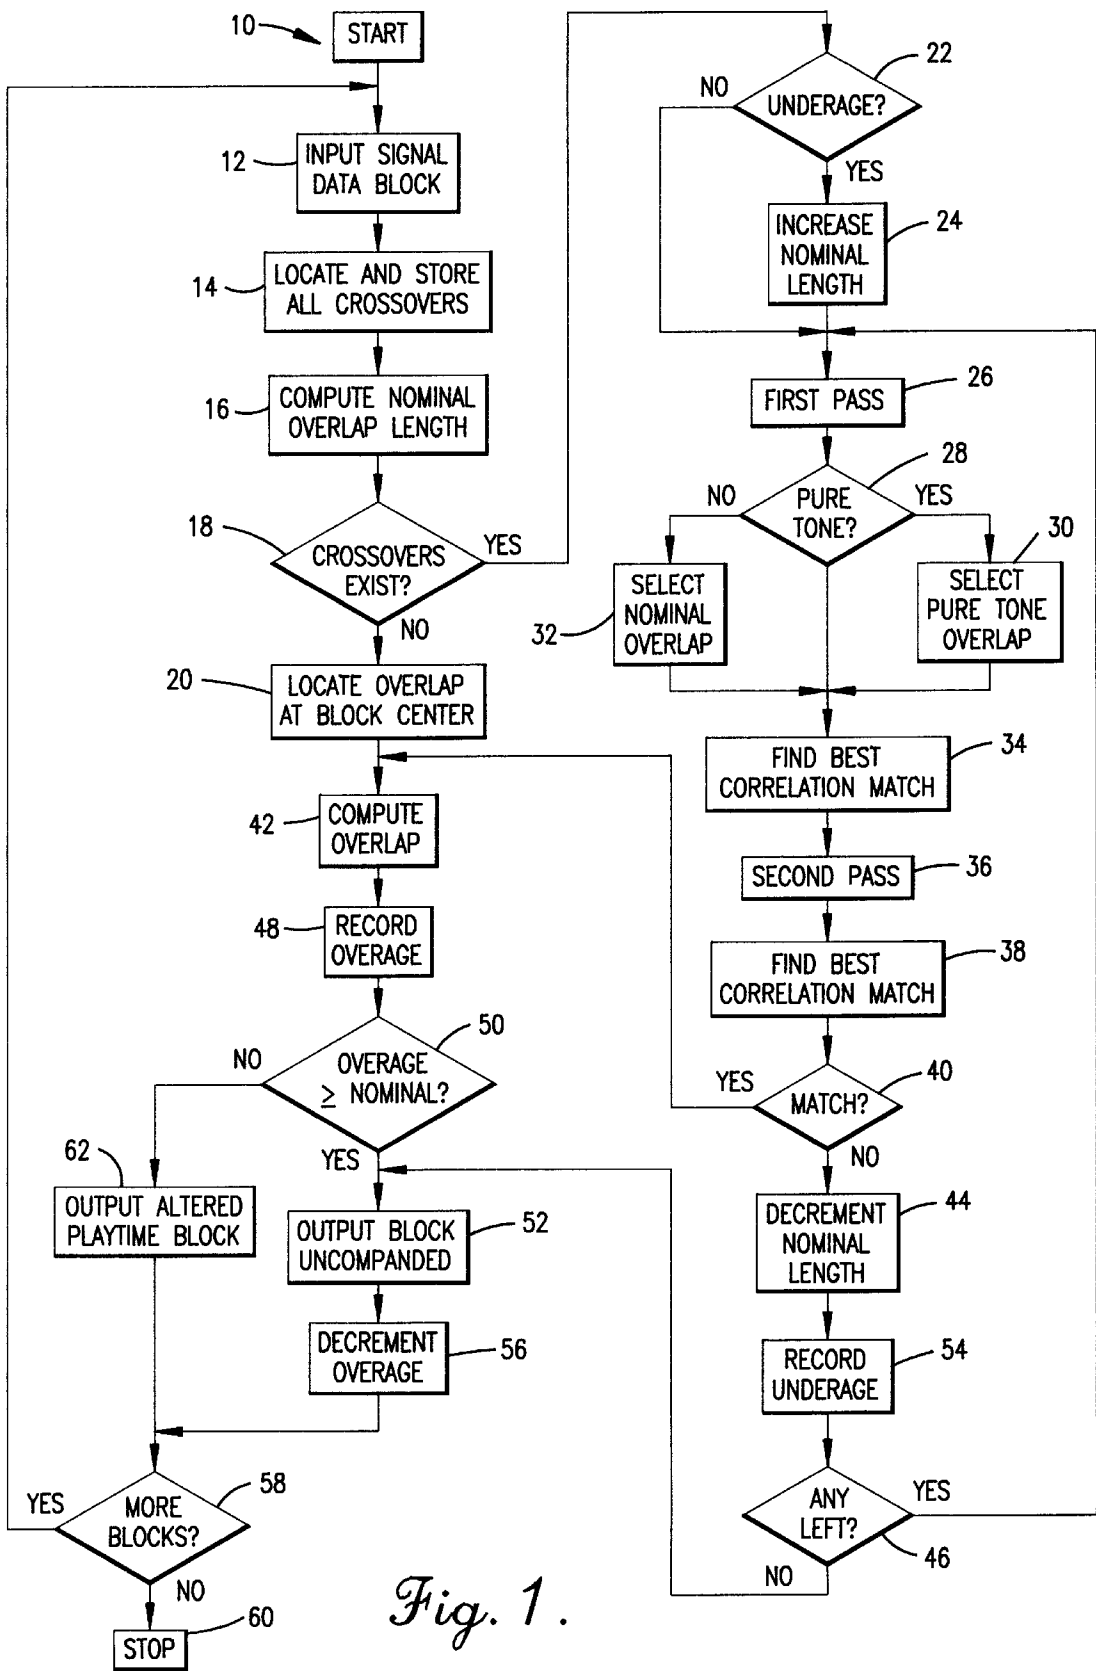 10
START
12
INPUT SIGNAL
DATA BLOCK
14
LOCATE AND STORE
ALL CROSSOVERS
16
COMPUTE NOMINAL
OVERLAP LENGTH
18
CROSSOVERS
EXIST?
YES
NO
20
LOCATE OVERLAP
AT BLOCK CENTER
42
COMPUTE
OVERLAP
48
RECORD
OVERAGE
50
OVERAGE
≥ NOMINAL?
NO
YES
62
OUTPUT ALTERED
PLAYTIME BLOCK
52
OUTPUT BLOCK
UNCOMPANDED
56
DECREMENT
OVERAGE
58
MORE
BLOCKS?
YES
NO
60
STOP
22
UNDERAGE?
NO
YES
24
INCREASE
NOMINAL
LENGTH
26
FIRST PASS
28
PURE
TONE?
NO
YES
32
SELECT
NOMINAL
OVERLAP
30
SELECT
PURE TONE
OVERLAP
34
FIND BEST
CORRELATION MATCH
36
SECOND PASS
38
FIND BEST
CORRELATION MATCH
40
MATCH?
YES
NO
44
DECREMENT
NOMINAL
LENGTH
54
RECORD
UNDERAGE
46
ANY
LEFT?
YES
NO
Fig. 1.